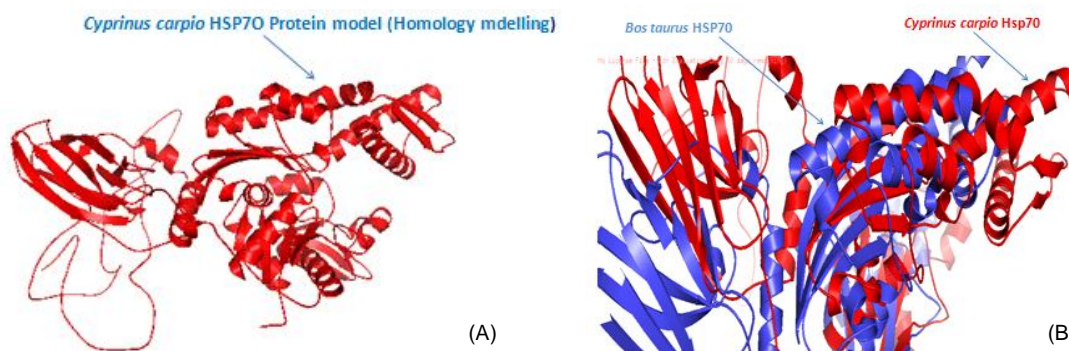 Cyprinus carpio HSP7O Protein model (Homology mdelling)
(A)
Bos taurus HSP70
Cyprinus carpio Hsp70
(B)